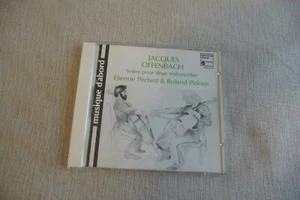 JACQUES
OFFENBACH
Suites pour deux violoncelles
Etienne Péclard & Roland Pidoux
musique d'abord